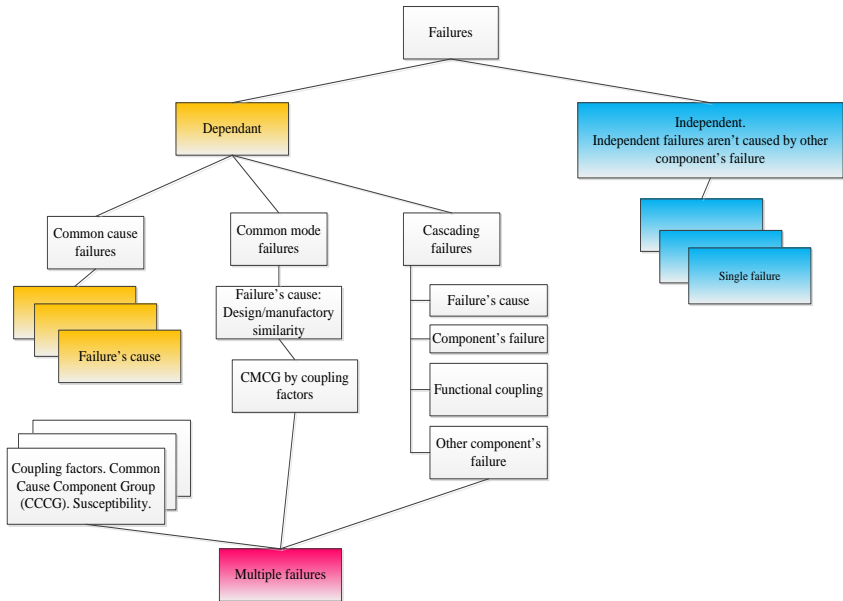 Failures
Dependant
Independent.
Independent failures aren't caused by other
component's failure
Common cause
failures
Common mode
failures
Cascading
failures
Single failure
Failure's cause
Failure's cause:
Design/manufactory
similarity
Failure's cause
Component's failure
CMCG by coupling
factors
Functional coupling
Other component's
failure
Coupling factors. Common
Cause Component Group
(CCCG). Susceptibility.
Multiple failures